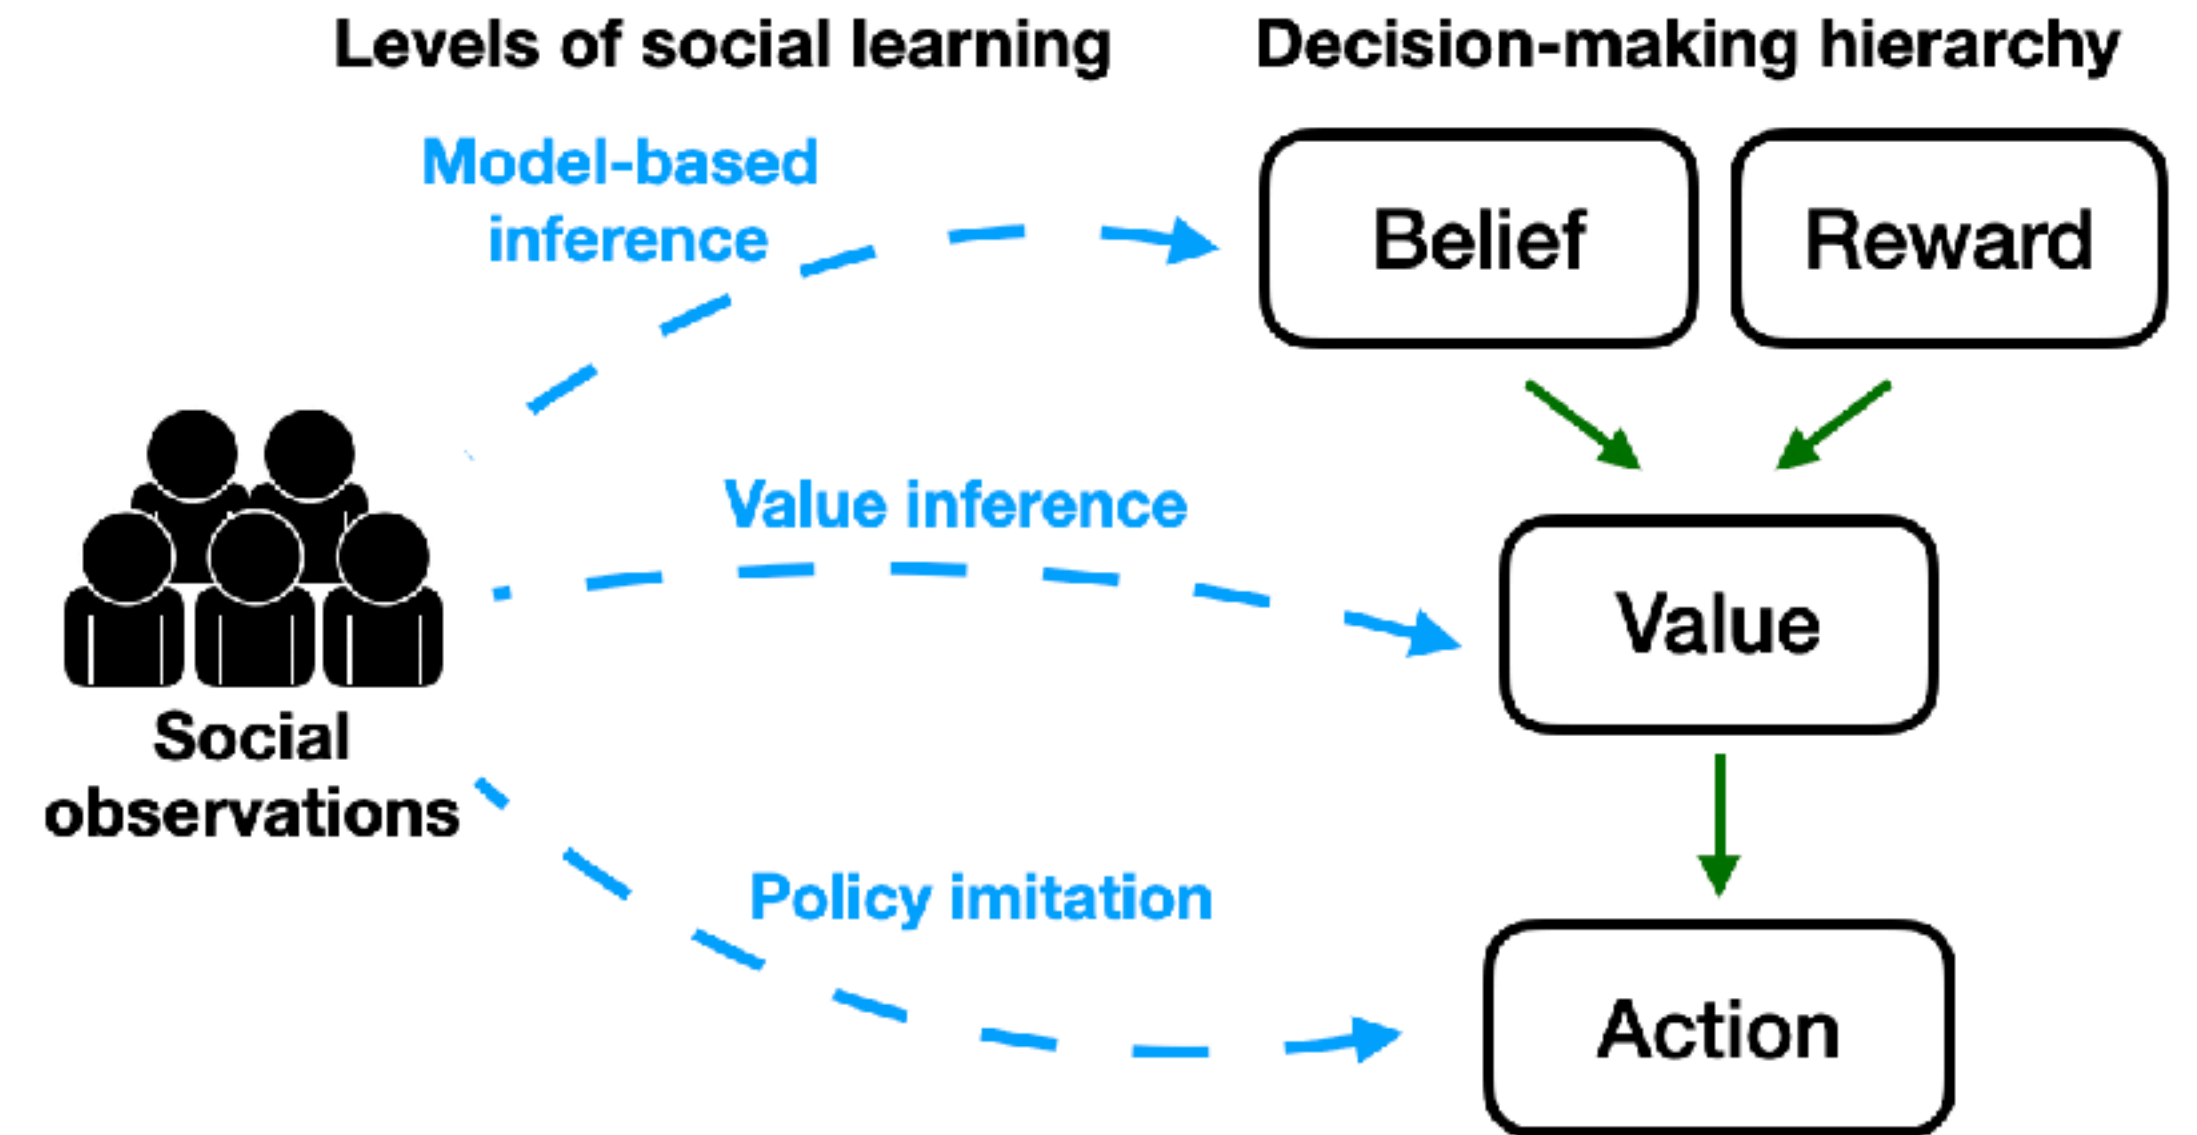 Levels of social learning
Decision-making hierarchy
Model-based
inference
Belief
Reward
Value inference
Value
Social
observations
Policy imitation
Action